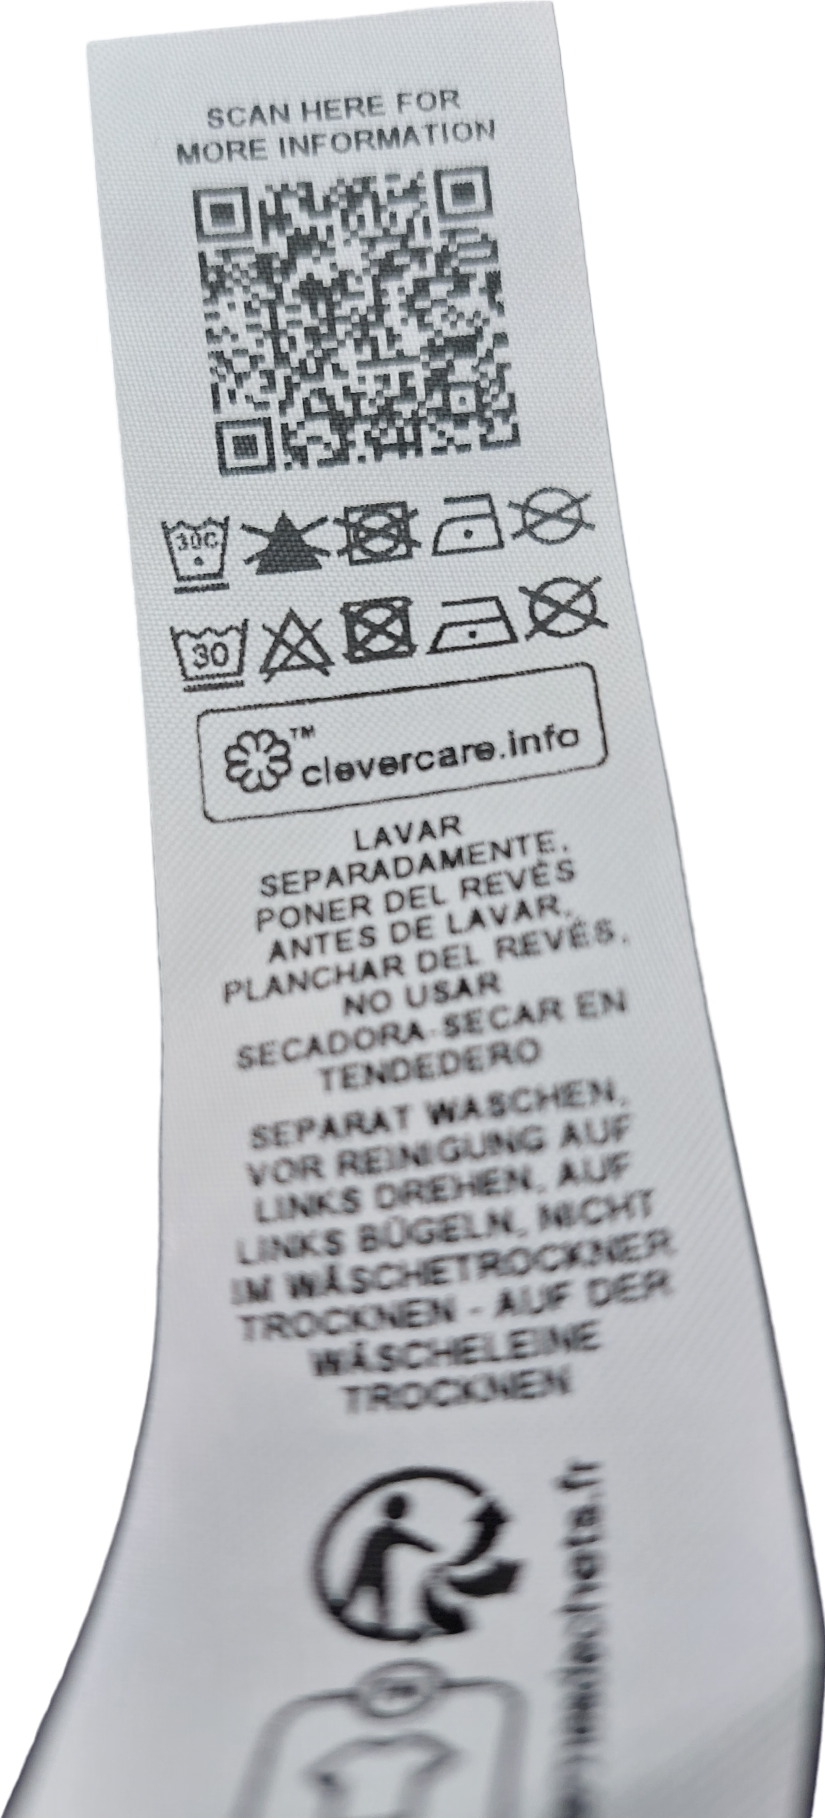 SCAN HERE FOR
MORE INFORMATION
30C
30
™ clevercare.info
LAVAR
SEPARADAMENTE,
PONER DEL REVÉS
ANTES DE LAVAR,
PLANCHAR DEL REVÉS,
NO USAR
SECADORA-SECAR EN
TENDEDERO
SEPARAT WASCHEN,
VOR REINIGUNG AUF
LINKS DREHEN, AUF
LINKS BÜGELN, NICHT
IM WÄSCHETROCKNER
TROCKNEN - AUF DER
WÄSCHELEINE
TROCKNEN